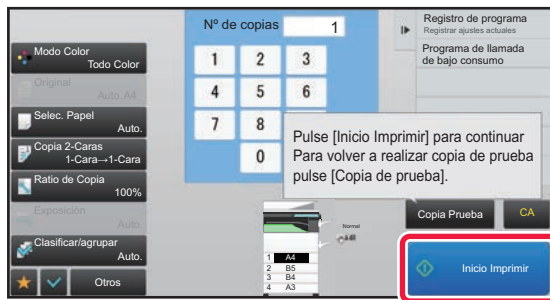 Nº de copias 1
Registro de programa
Registrar ajustes actuales
Programa de llamada
de bajo consumo
Modo Color
Todo Color
Original
Auto. A4
Selec. Papel
Auto.
Copia 2-Caras
1-Cara→1-Cara
Ratio de Copia
100%
Exposición
Auto.
Clasificar/agrupar
Auto.
Otros
1 2 3
4 5 6
7 8
0
Pulse [Inicio Imprimir] para continuar
Para volver a realizar copia de prueba
pulse [Copia de prueba].
Normal
A4R
1 A4
2 B5
3 B4
4 A3
Copia Prueba
CA
Inicio Imprimir